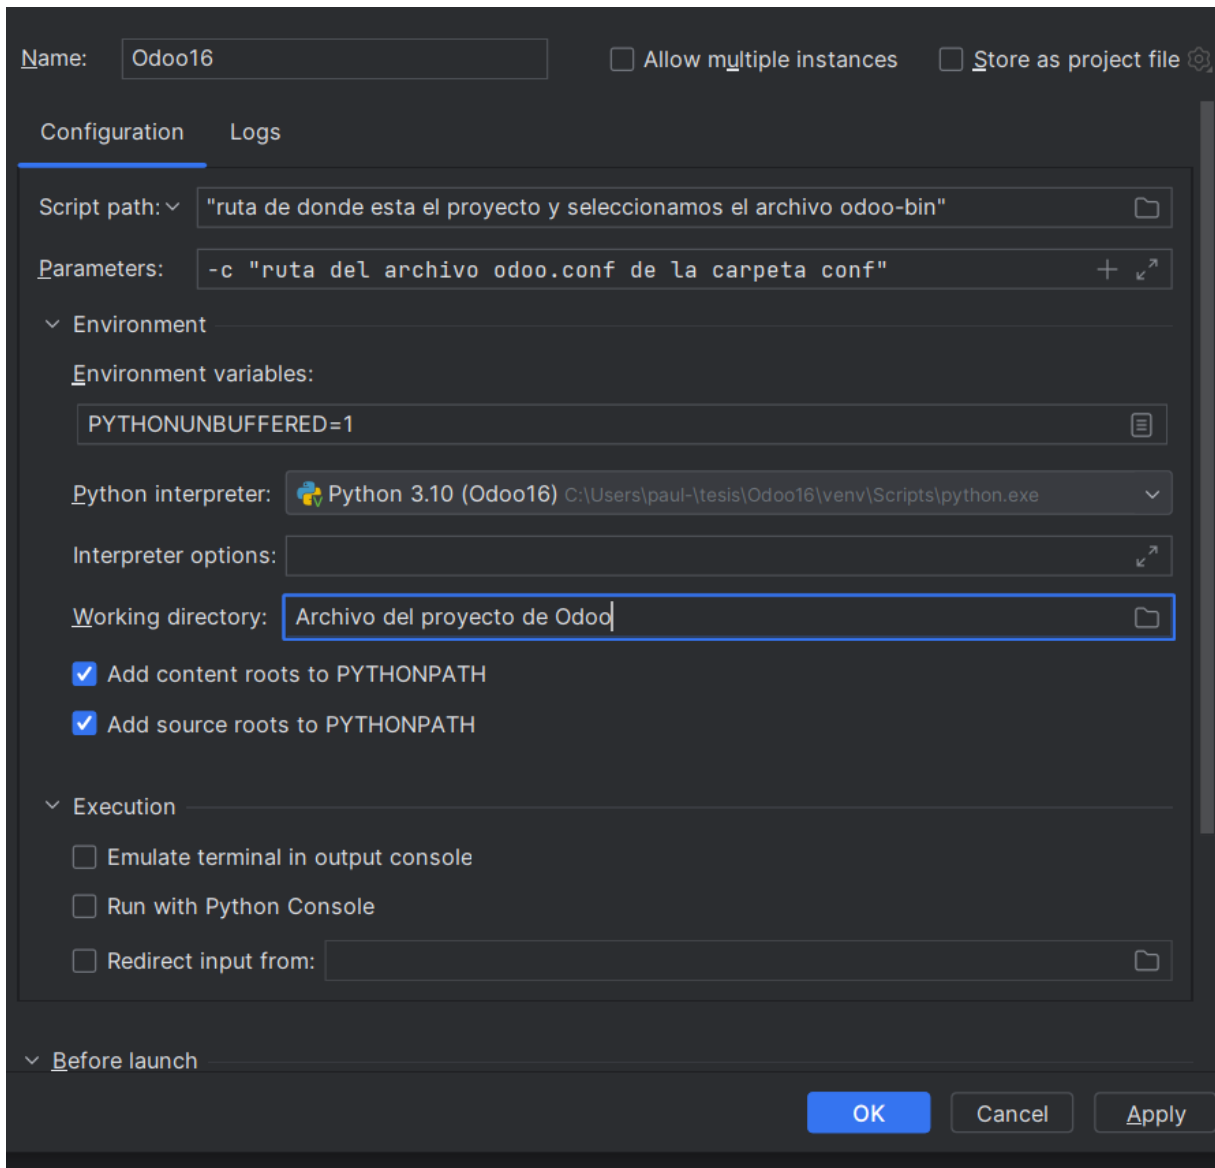 Name: Odoo16 Allow multiple instances Store as project file
Configuration Logs
Script path: "ruta de donde esta el proyecto y seleccionamos el archivo odoo-bin"
Parameters: -c "ruta del archivo odoo.conf de la carpeta conf"
Environment
Environment variables:
PYTHONUNBUFFERED=1
Python interpreter: Python 3.10 (Odoo16) C:\Users\paul-\tesis\Odoo16\venv\Scripts\python.exe
Interpreter options:
Working directory: Archivo del proyecto de Odoo
Add content roots to PYTHONPATH
Add source roots to PYTHONPATH
Execution
Emulate terminal in output console
Run with Python Console
Redirect input from:
Before launch
OK Cancel Apply